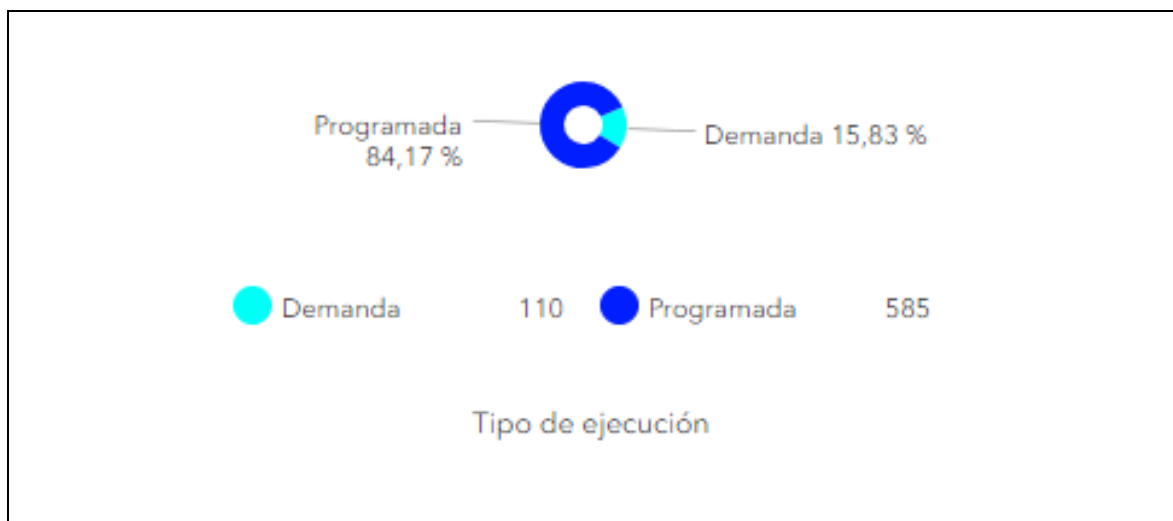 Programada
84,17 %
Demanda 15,83 %
Demanda 110 Programada 585
Tipo de ejecución